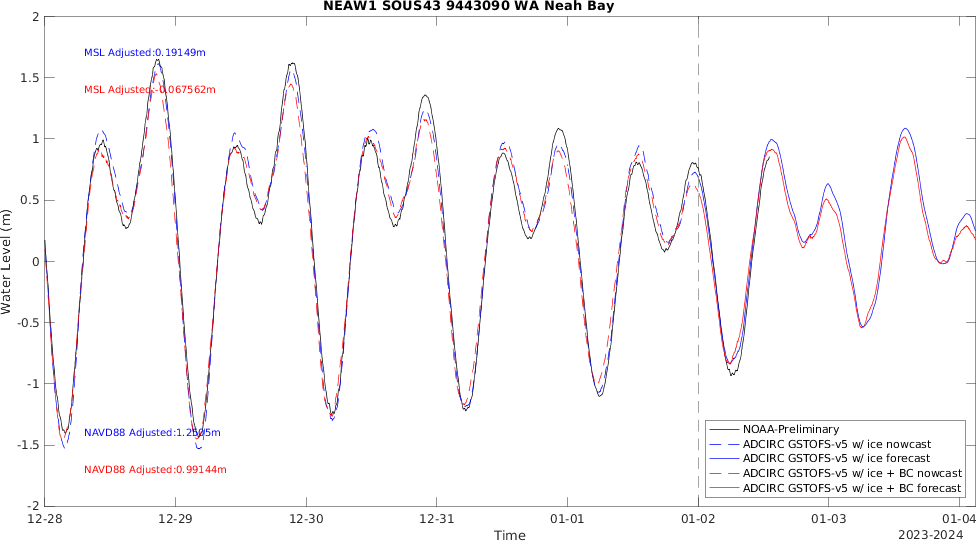 NEAW1 SOUS43 9443090 WA Neah Bay
2
1.5
1
0.5
0
-0.5
-1
-1.5
-2
Water Level (m)
MSL Adjusted:0.19149m
MSL Adjusted:-0.067562m
NAVD88 Adjusted:1.2505m
NAVD88 Adjusted:0.99144m
NOAA-Preliminary
ADCIRC GSTOFS-v5 w/ ice nowcast
ADCIRC GSTOFS-v5 w/ ice forecast
ADCIRC GSTOFS-v5 w/ ice + BC nowcast
ADCIRC GSTOFS-v5 w/ ice + BC forecast
12-28 12-29 12-30 12-31 01-01 01-02 01-03 01-04
Time
2023-2024